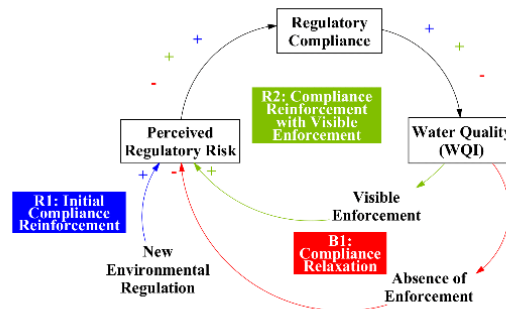 Regulatory
Compliance
+
+
-
+
+
-
R2: Compliance
Reinforcement
with Visible
Enforcement
Perceived
Regulatory Risk
Water Quality
(WQI)
+
-
+
R1: Initial
Compliance
Reinforcement
Visible
Enforcement
New
Environmental
Regulation
B1:
Compliance
Relaxation
Absence of
Enforcement